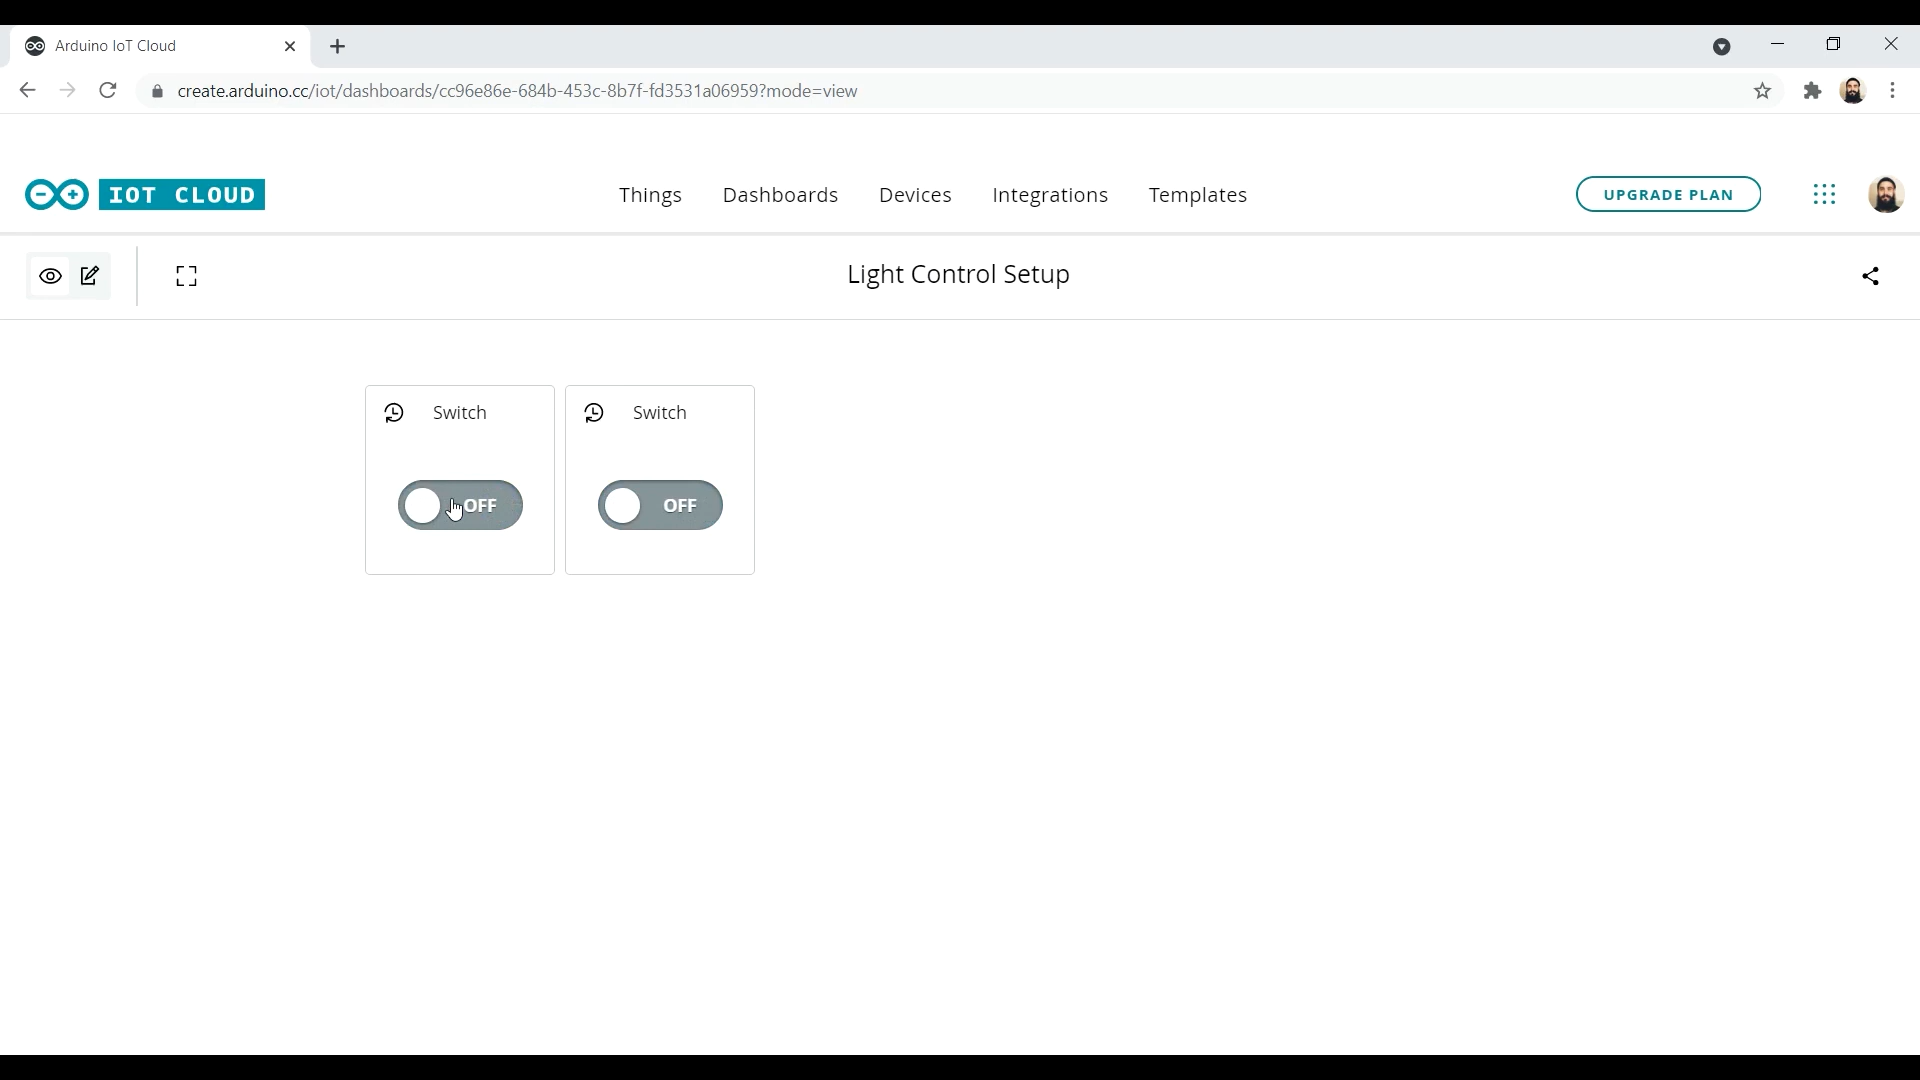 Arduino IoT Cloud
create.arduino.cc/iot/dashboards/cc96e86e-684b-453c-8b7f-fd3531a06959?mode=view
IOT CLOUD Things Dashboards Devices Integrations Templates UPGRADE PLAN
Light Control Setup
Switch Switch
OFF OFF